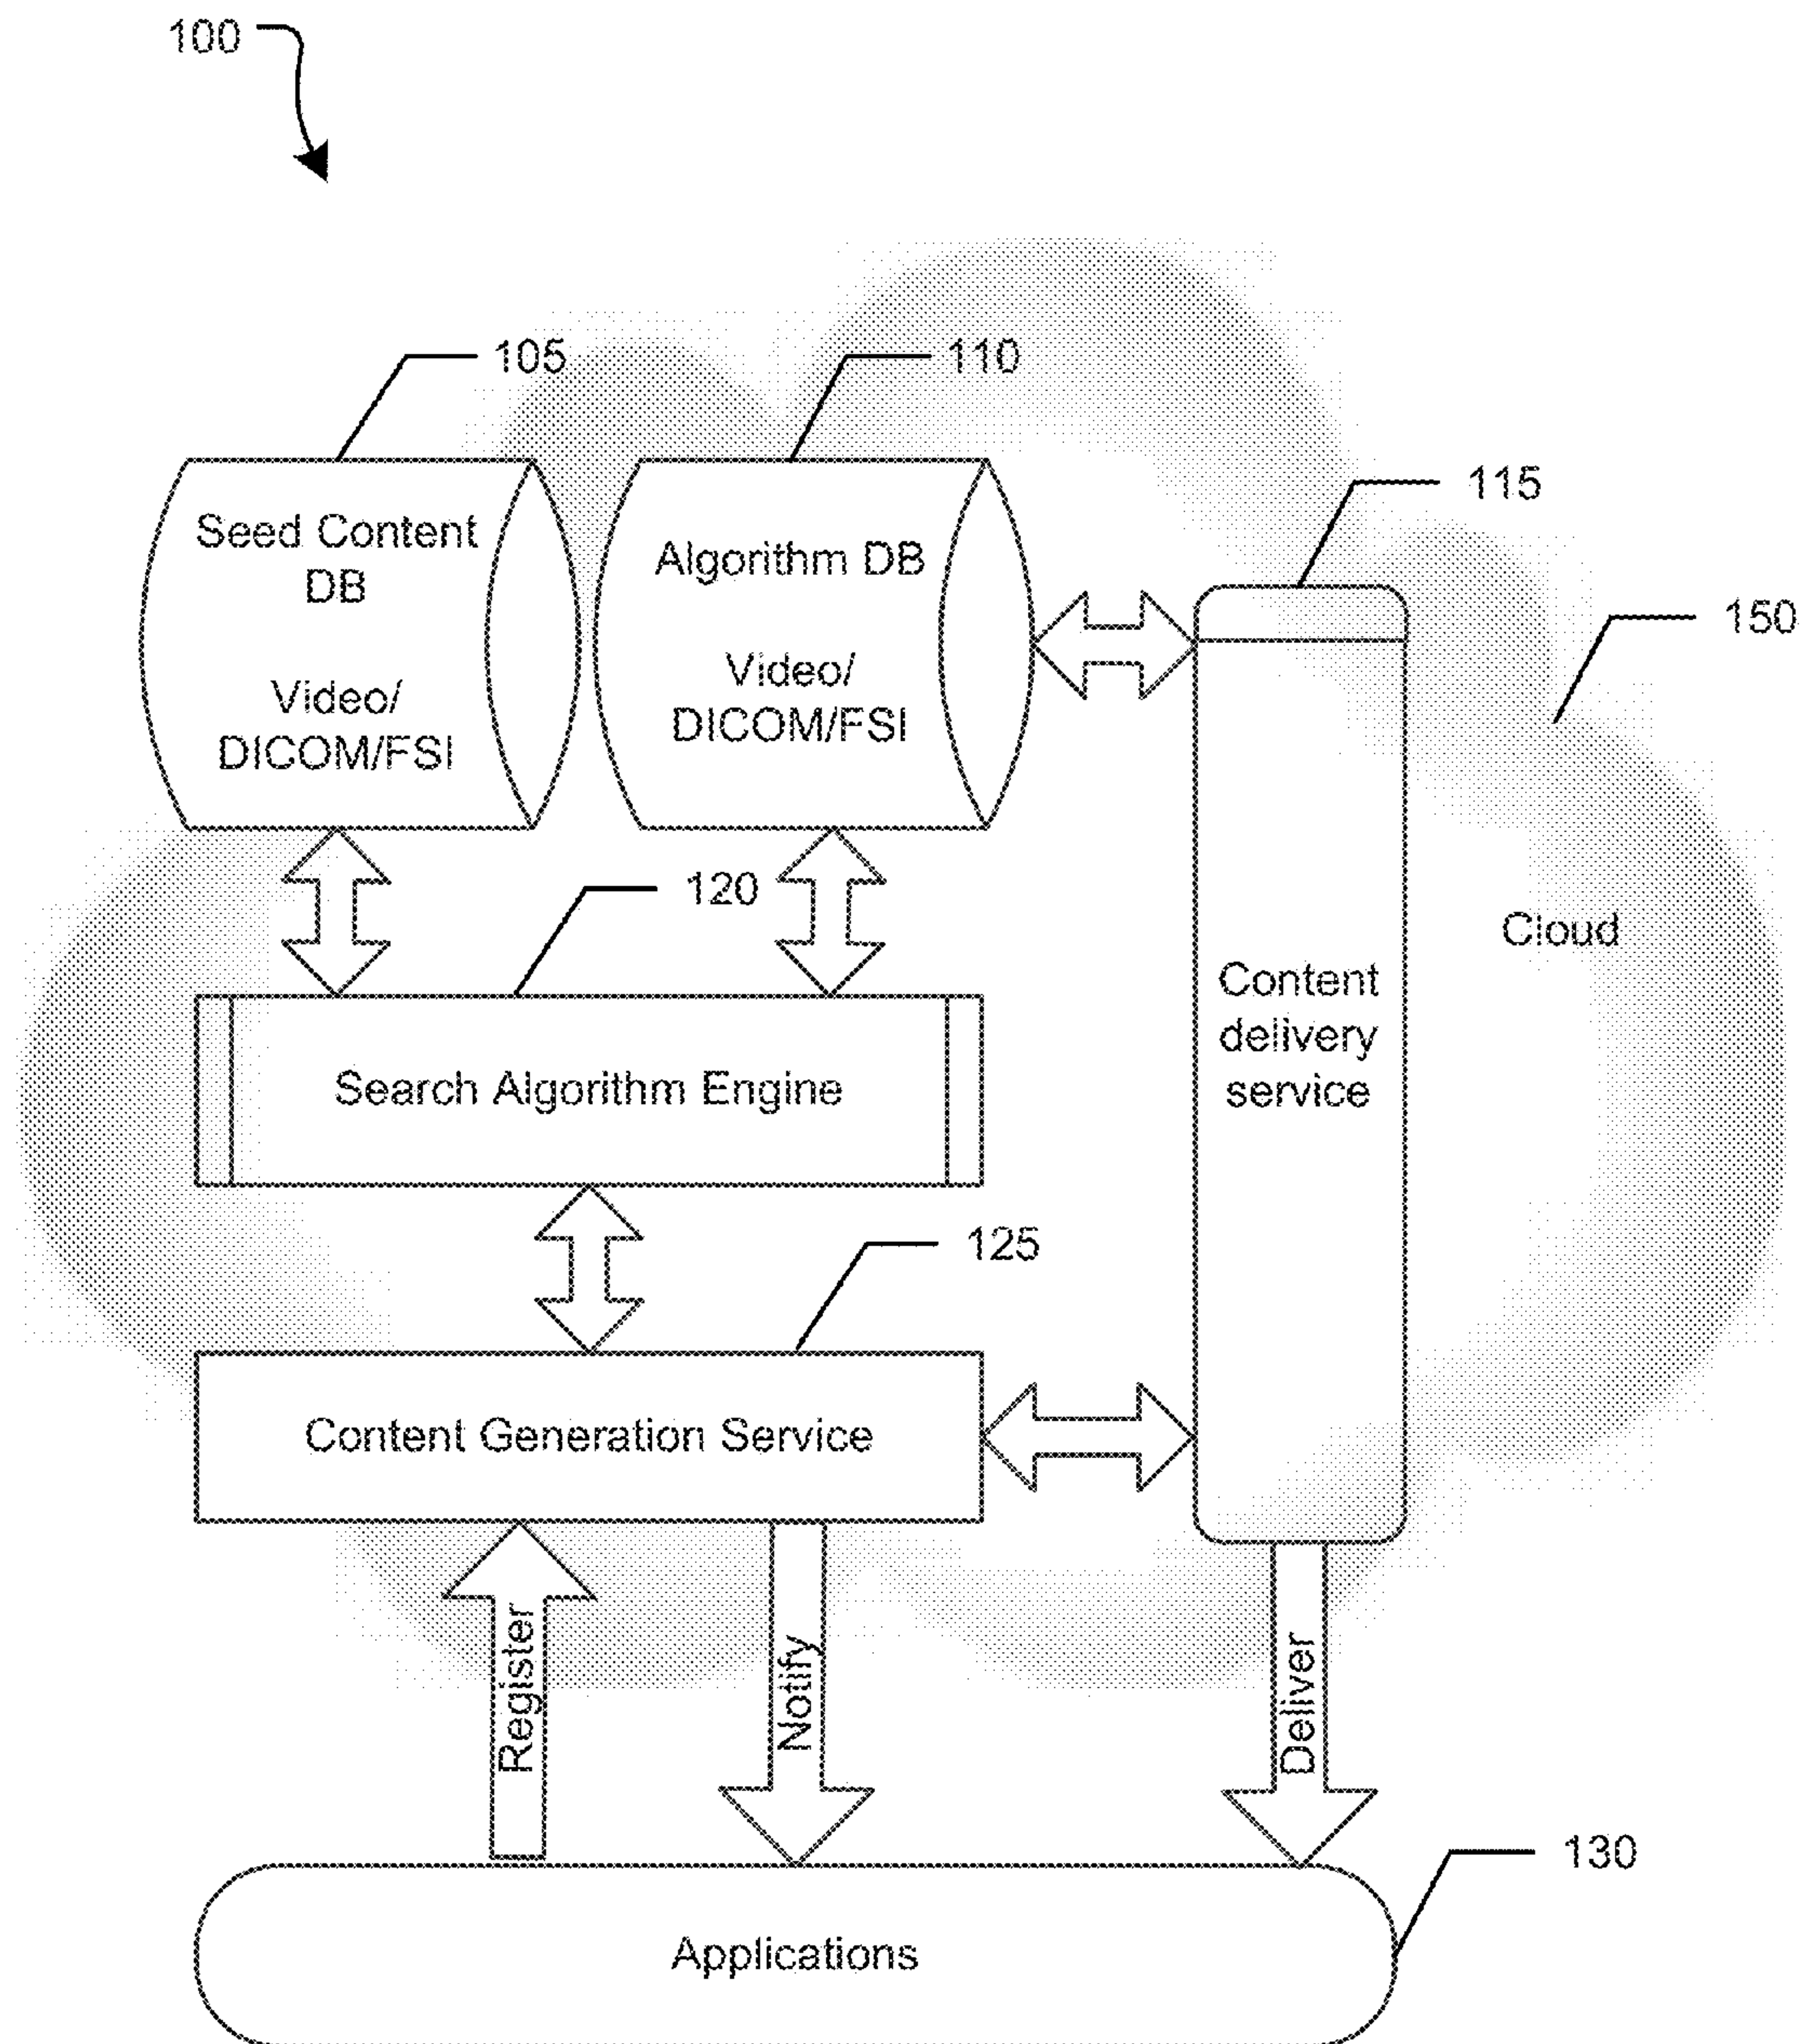 100
105
110
Seed Content
DB
Video/
DICOM/FSI
Algorithm DB
Video/
DICOM/FSI
115
150
120
Cloud
Content
delivery
service
Search Algorithm Engine
125
Content Generation Service
Register
Notify
Deliver
130
Applications